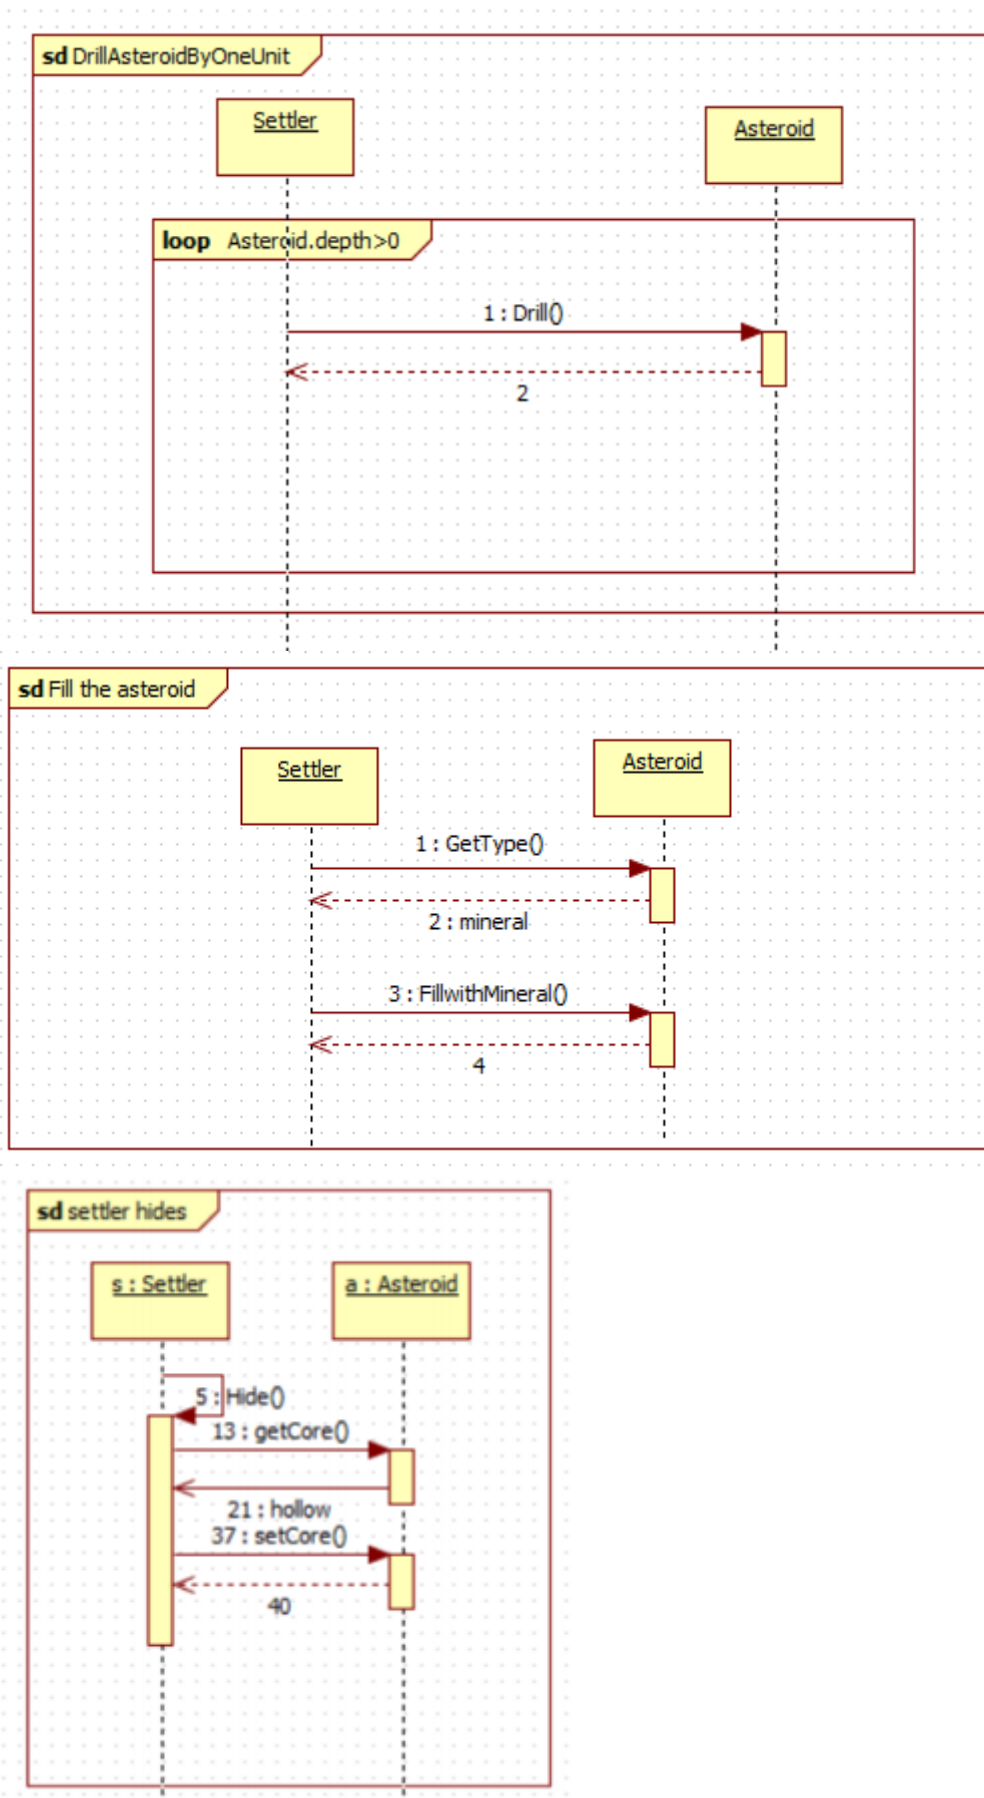 sd DrillAsteroidByOneUnit
Settler
Asteroid
loop Asteroid.depth>0
1 : Drill()
2
sd Fill the asteroid
Settler
Asteroid
1 : GetType()
2 : mineral
3 : FillwithMineral()
4
sd settler hides
s : Settler
a : Asteroid
5 : Hide()
13 : getCore()
21 : hollow
37 : setCore()
40